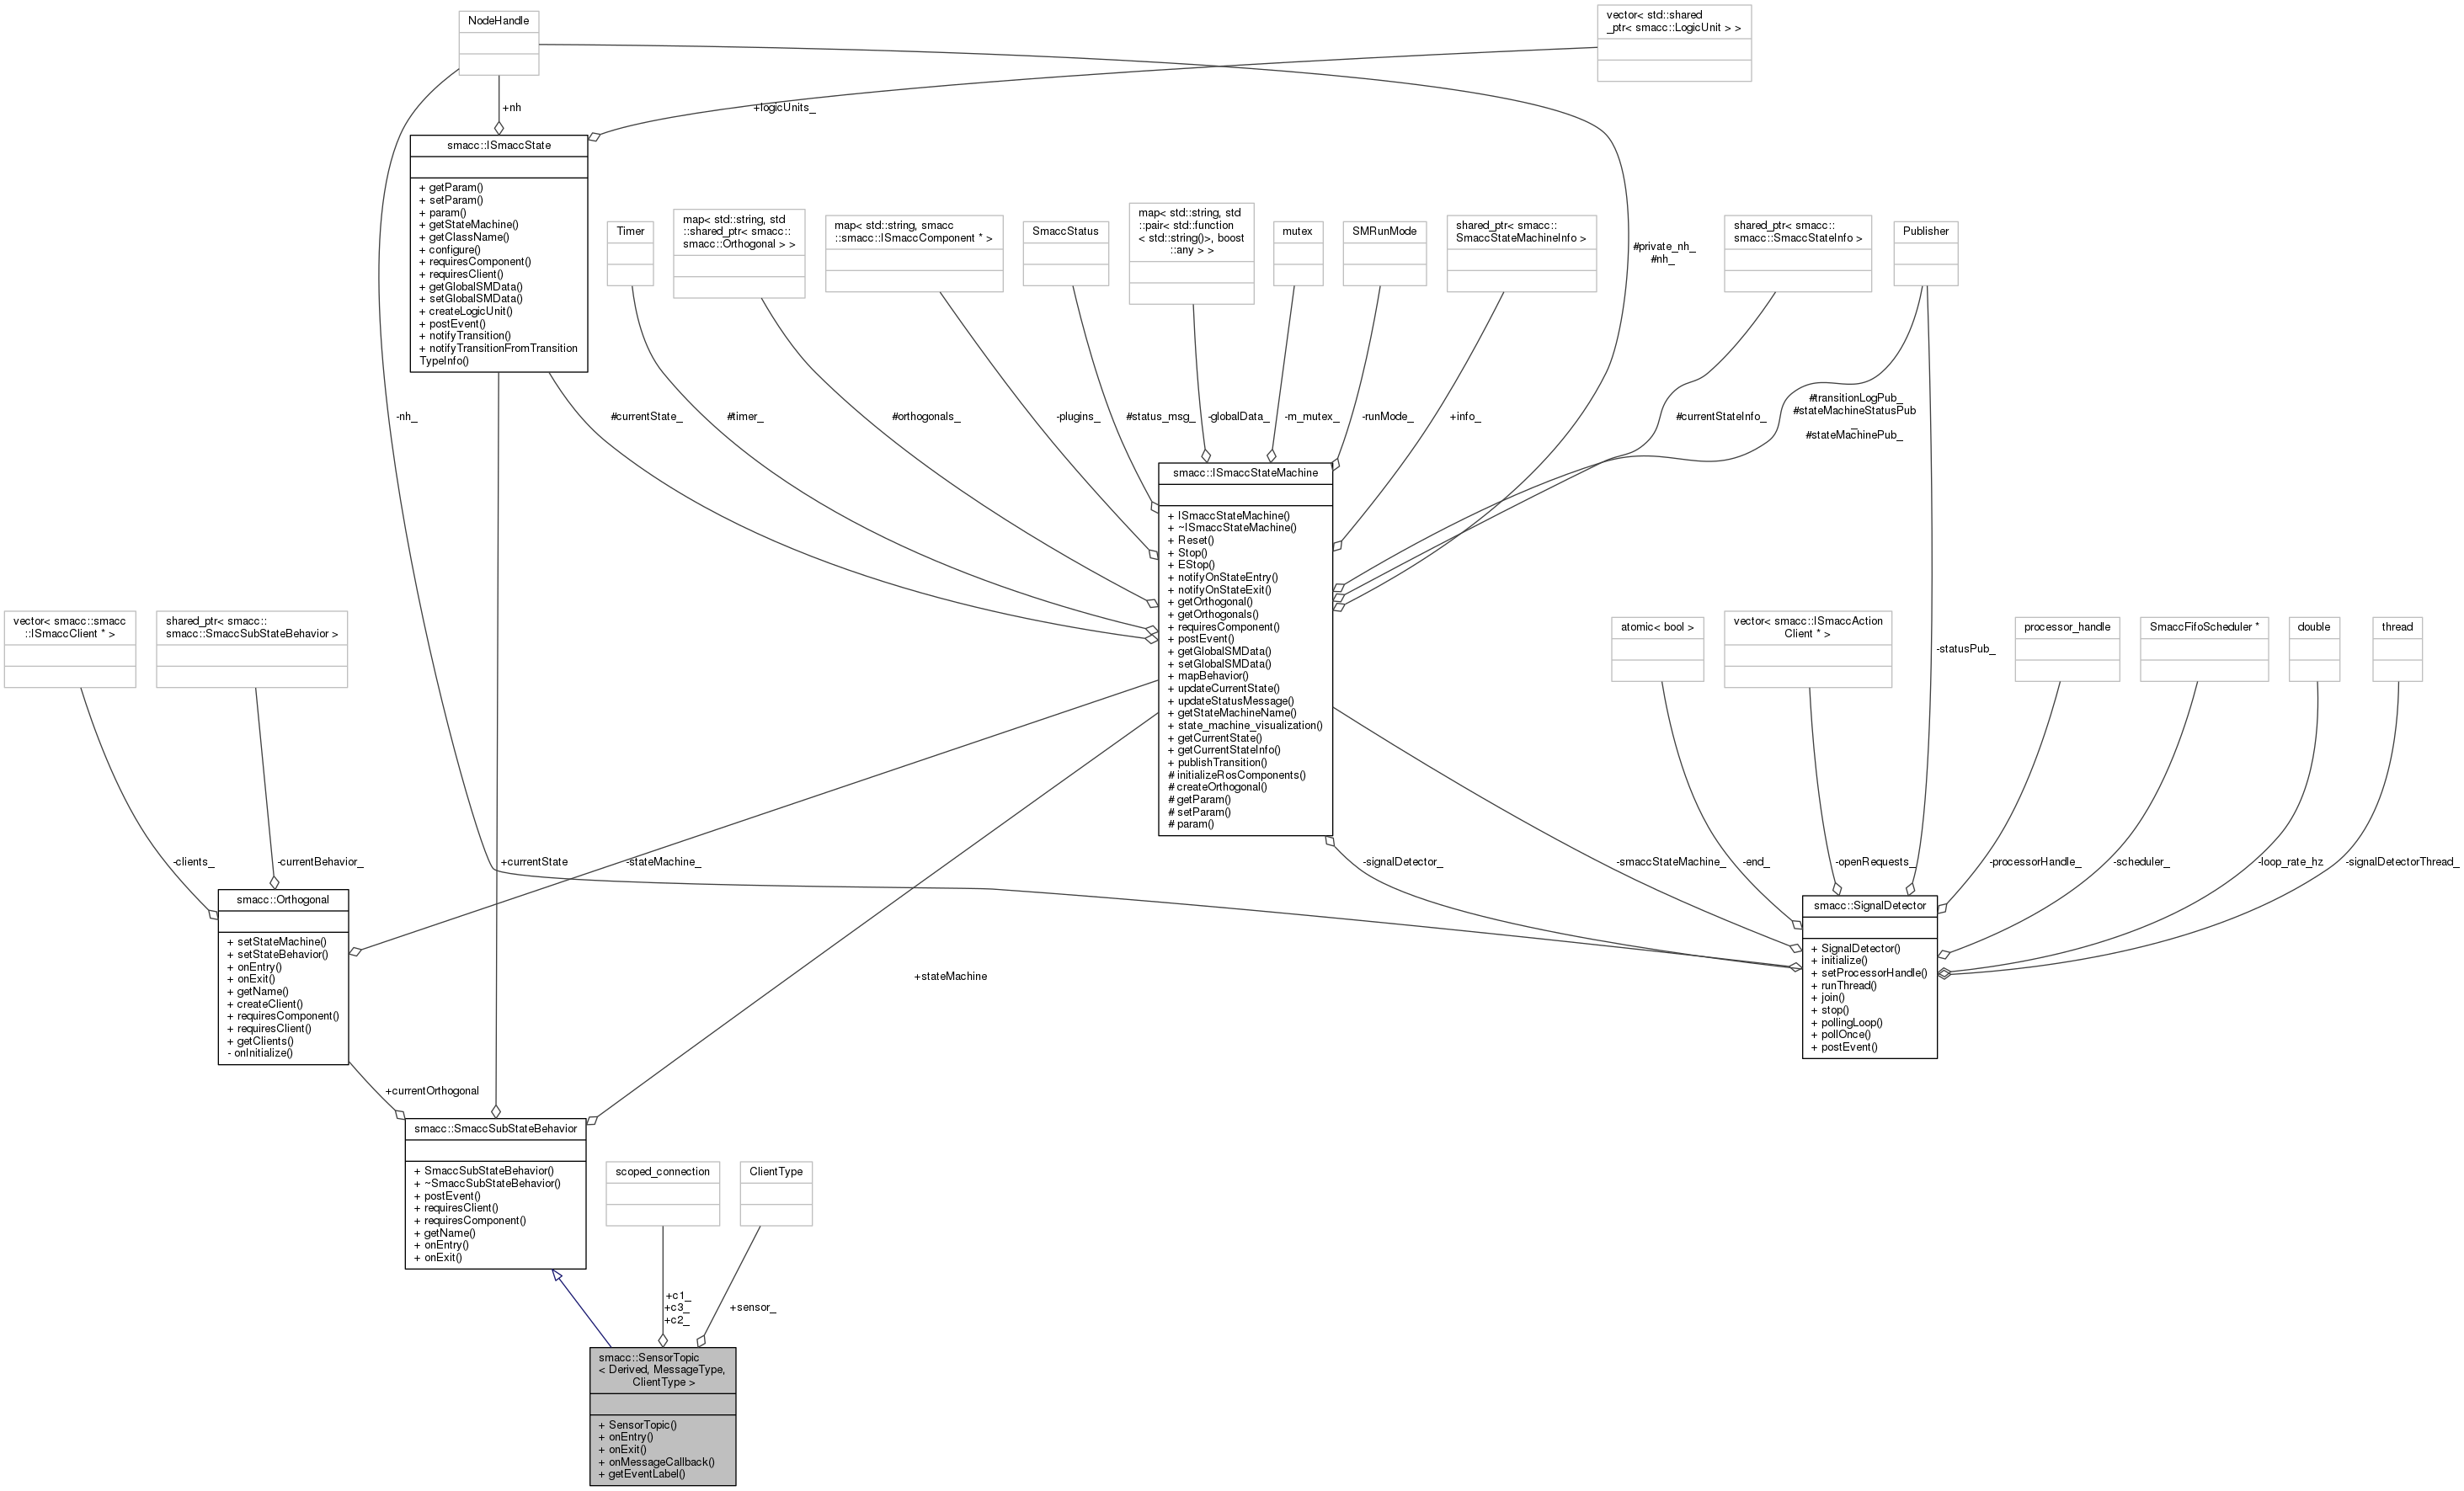 NodeHandle
vector< std::shared
_ptr< smacc::LogicUnit > >
+nh
+logicUnits_
smacc::ISmaccState
+ getParam()
+ setParam()
+ param()
+ getStateMachine()
+ getClassName()
+ configure()
+ requiresComponent()
+ requiresClient()
+ getGlobalSMData()
+ setGlobalSMData()
+ createLogicUnit()
+ postEvent()
+ notifyTransition()
+ notifyTransitionFromTransition
TypeInfo()
Timer
map< std::string, std
::shared_ptr< smacc::
smacc::Orthogonal > >
map< std::string, smacc
::smacc::ISmaccComponent * >
SmaccStatus
map< std::string, std
::pair< std::function
< std::string()>, boost
::any > >
mutex
SMRunMode
shared_ptr< smacc::
SmaccStateMachineInfo >
#private_nh_
#nh_
shared_ptr< smacc::
smacc::SmaccStateInfo >
Publisher
-nh_
#currentState_
#timer_
#orthogonals_
-plugins_
#status_msg_
-globalData_
-m_mutex_
-runMode_
+info_
#currentStateInfo_
#transitionLogPub_
#stateMachineStatusPub
_
#stateMachinePub_
smacc::ISmaccStateMachine
+ ISmaccStateMachine()
+ ~ISmaccStateMachine()
+ Reset()
+ Stop()
+ EStop()
+ notifyOnStateEntry()
+ notifyOnStateExit()
+ getOrthogonal()
+ getOrthogonals()
+ requiresComponent()
+ postEvent()
+ getGlobalSMData()
+ setGlobalSMData()
+ mapBehavior()
+ updateCurrentState()
+ updateStatusMessage()
+ getStateMachineName()
+ state_machine_visualization()
+ getCurrentState()
+ getCurrentStateInfo()
+ publishTransition()
# initializeRosComponents()
# createOrthogonal()
# getParam()
# setParam()
# param()
vector< smacc::smacc
::ISmaccClient * >
shared_ptr< smacc::
smacc::SmaccSubStateBehavior >
atomic< bool >
vector< smacc::ISmaccAction
Client * >
-statusPub_
processor_handle
SmaccFifoScheduler *
double
thread
-clients_
-currentBehavior_
+currentState
-stateMachine_
-signalDetector_
-smaccStateMachine_
-end_
-openRequests_
-processorHandle_
-scheduler_
-loop_rate_hz
-signalDetectorThread_
smacc::Orthogonal
+ setStateMachine()
+ setStateBehavior()
+ onEntry()
+ onExit()
+ getName()
+ createClient()
+ requiresComponent()
+ requiresClient()
+ getClients()
- onInitialize()
+stateMachine
smacc::SignalDetector
+ SignalDetector()
+ initialize()
+ setProcessorHandle()
+ runThread()
+ join()
+ stop()
+ pollingLoop()
+ pollOnce()
+ postEvent()
+currentOrthogonal
smacc::SmaccSubStateBehavior
+ SmaccSubStateBehavior()
+ ~SmaccSubStateBehavior()
+ postEvent()
+ requiresClient()
+ requiresComponent()
+ getName()
+ onEntry()
+ onExit()
scoped_connection
ClientType
+c1_
+c3_
+c2_
+sensor_
smacc::SensorTopic
< Derived, MessageType,
ClientType >
+ SensorTopic()
+ onEntry()
+ onExit()
+ onMessageCallback()
+ getEventLabel()